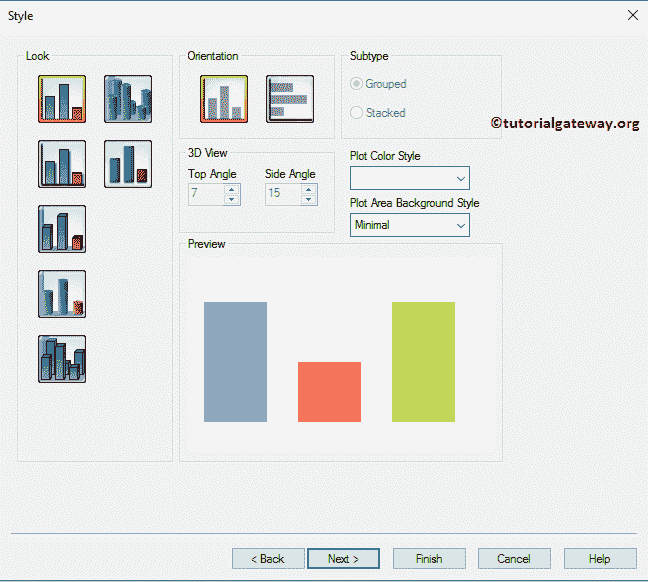 Style
Look
Orientation
Subtype
Grouped
Stacked
©tutorialgateway.org
3D View
Top Angle
Side Angle
7
15
Plot Color Style
Plot Area Background Style
Minimal
Preview
< Back
Next >
Finish
Cancel
Help